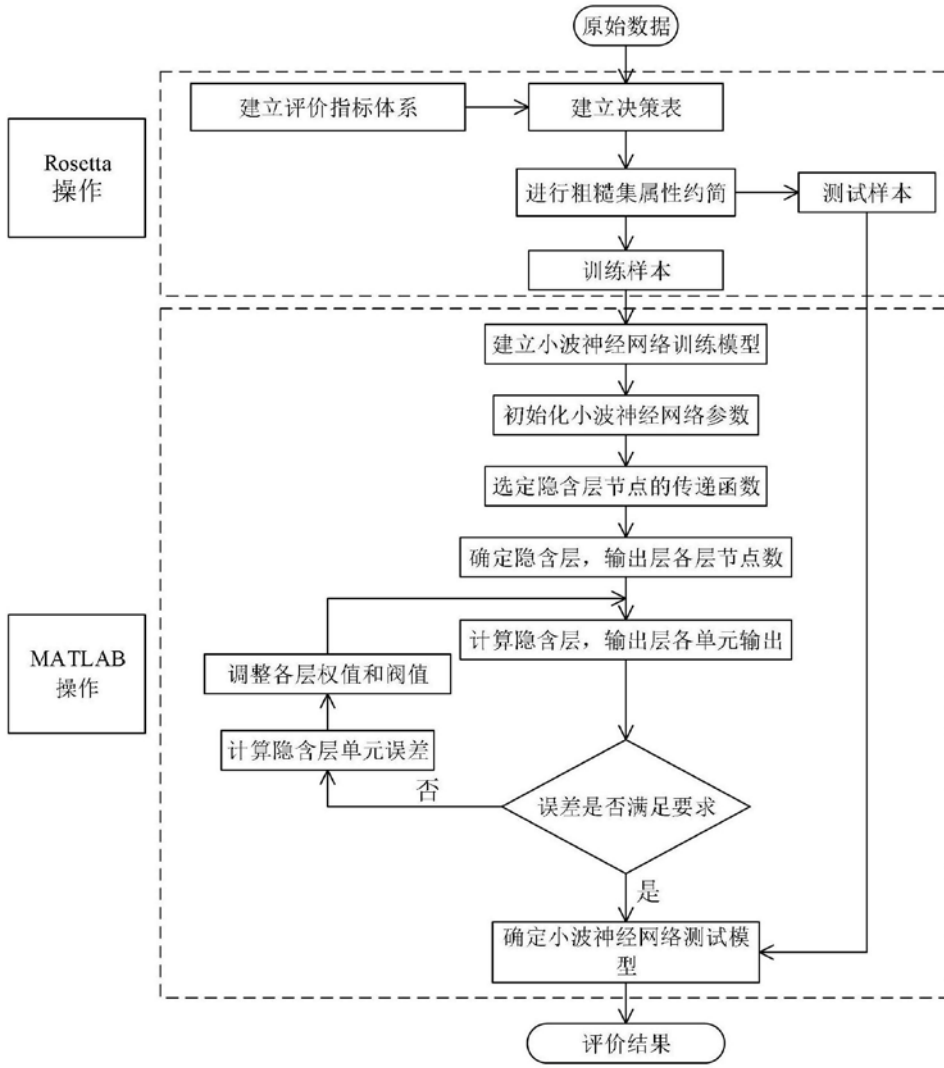 原始数据
建立评价指标体系
建立决策表
Rosetta
操作
进行粗糙集属性约简
测试样本
训练样本
建立小波神经网络训练模型
初始化小波神经网络参数
选定隐含层节点的传递函数
确定隐含层，输出层各层节点数
计算隐含层，输出层各单元输出
MATLAB
操作
调整各层权值和阀值
计算隐含层单元误差
否
误差是否满足要求
是
确定小波神经网络测试模
型
评价结果